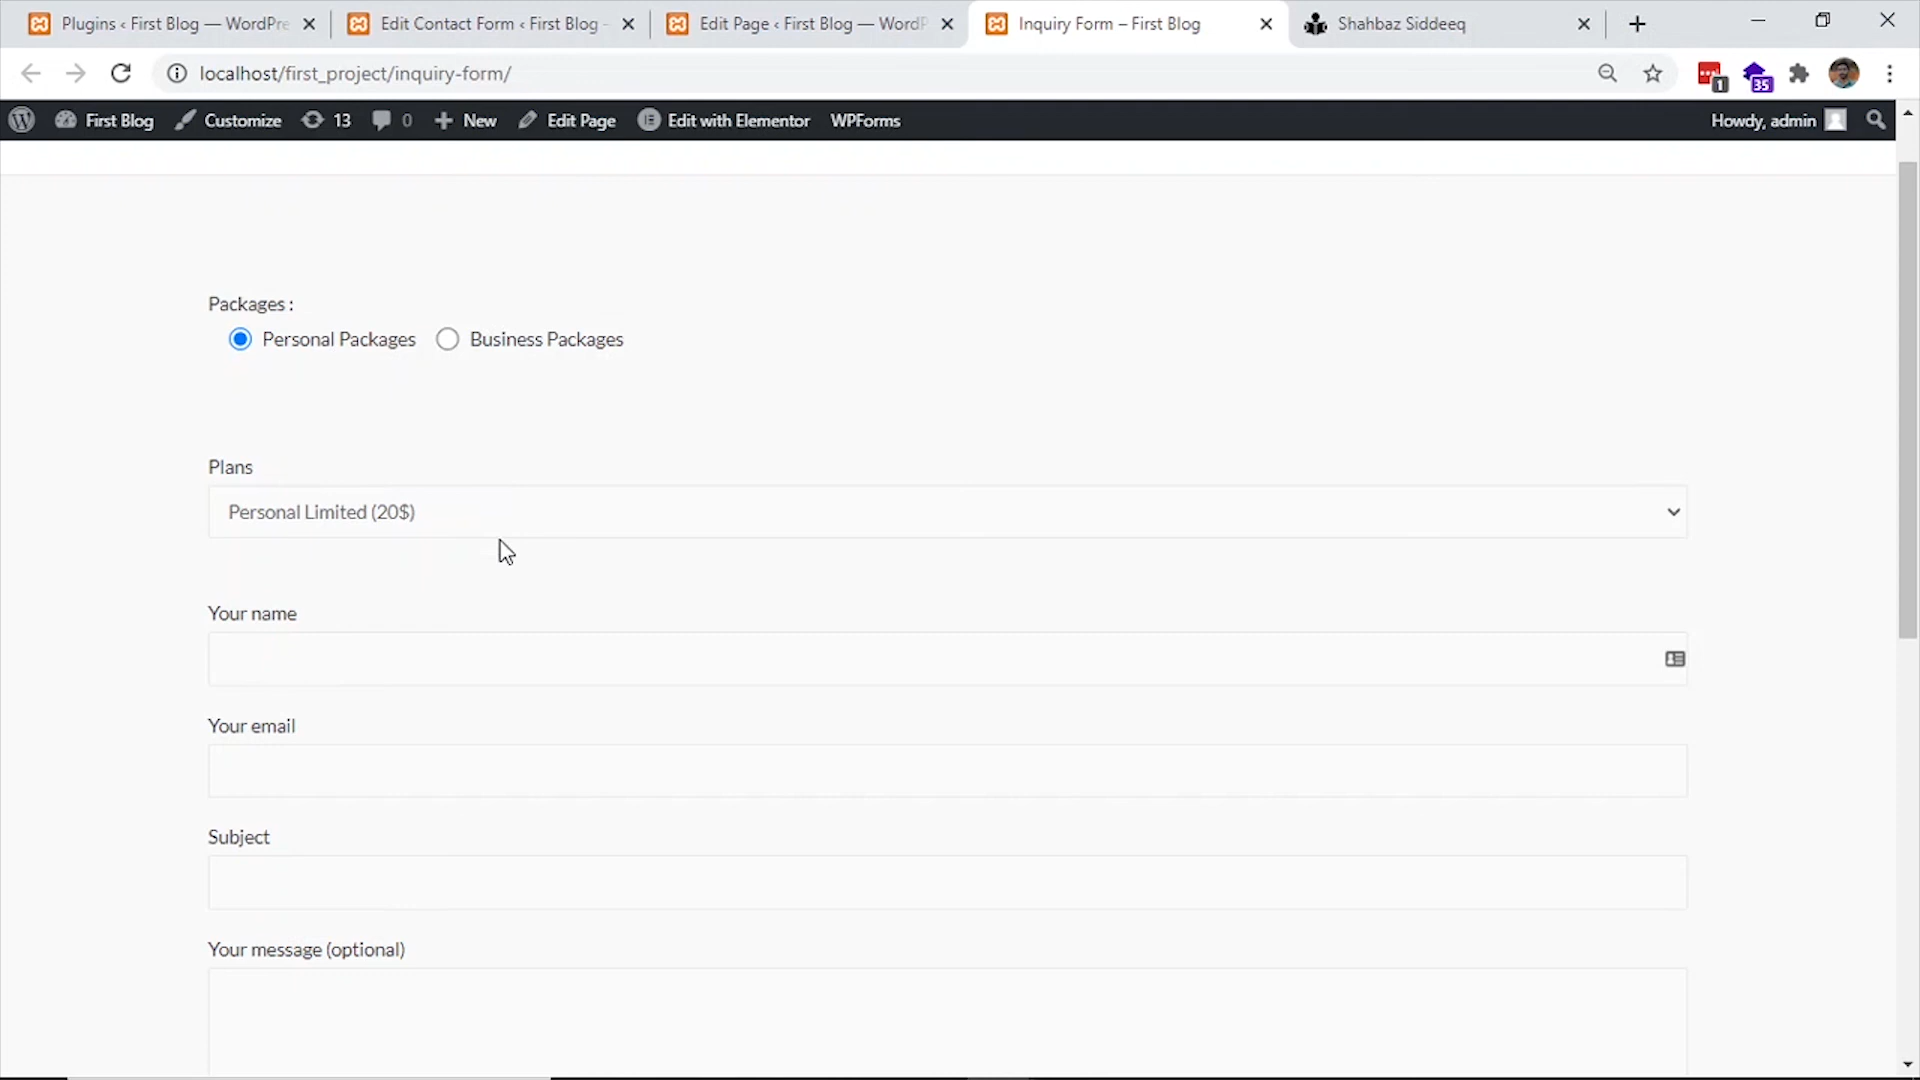 Plugins ‹ First Blog — WordPre
Edit Contact Form ‹ First Blog –
Edit Page ‹ First Blog — WordP
Inquiry Form – First Blog
Shahbaz Siddeeq
localhost/first_project/inquiry-form/
1
35
First Blog
Customize
13
0
New
Edit Page
Edit with Elementor
WPForms
Howdy, admin
Packages :
Personal Packages
Business Packages
Plans
Personal Limited (20$)
Your name
Your email
Subject
Your message (optional)